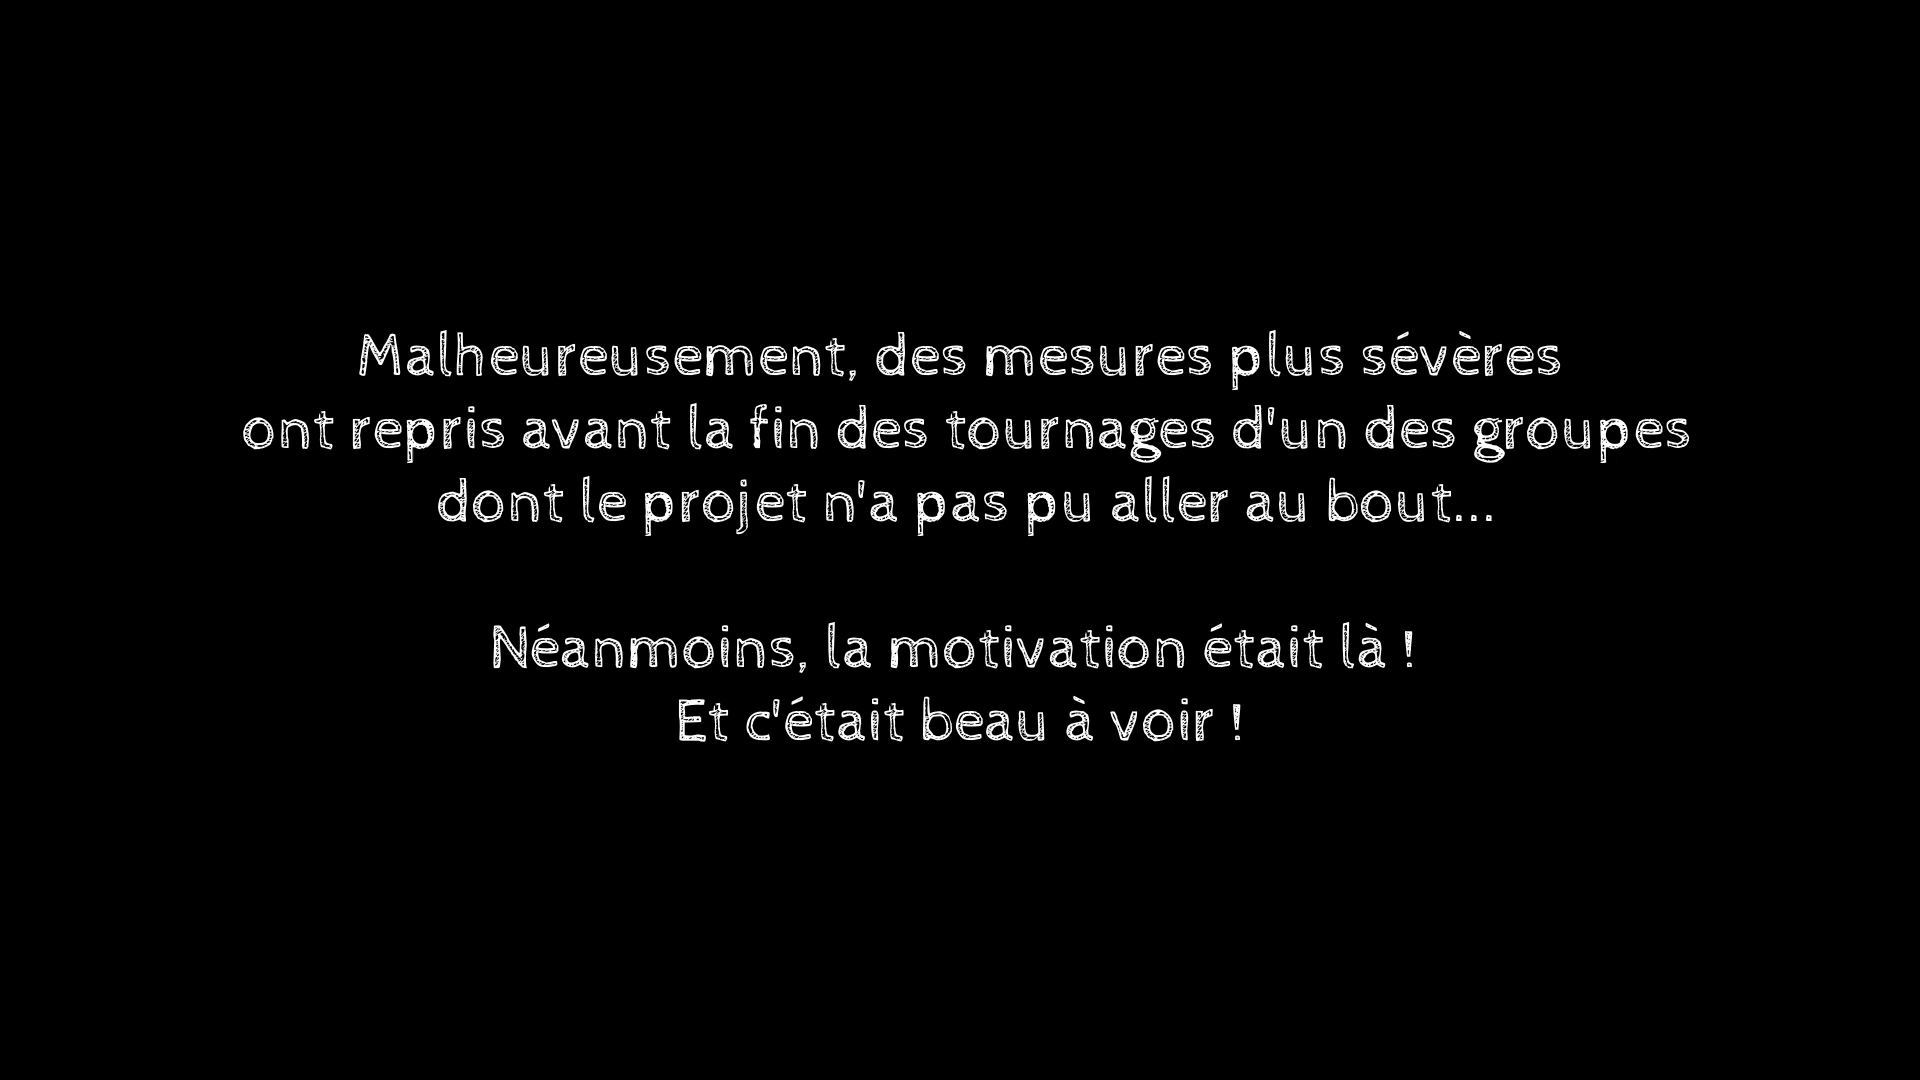 Malheureusement, des mesures plus sévères
ont repris avant la fin des tournages d'un des groupes
dont le projet n'a pas pu aller au bout...
Néanmoins, la motivation était là !
Et c'était beau à voir !